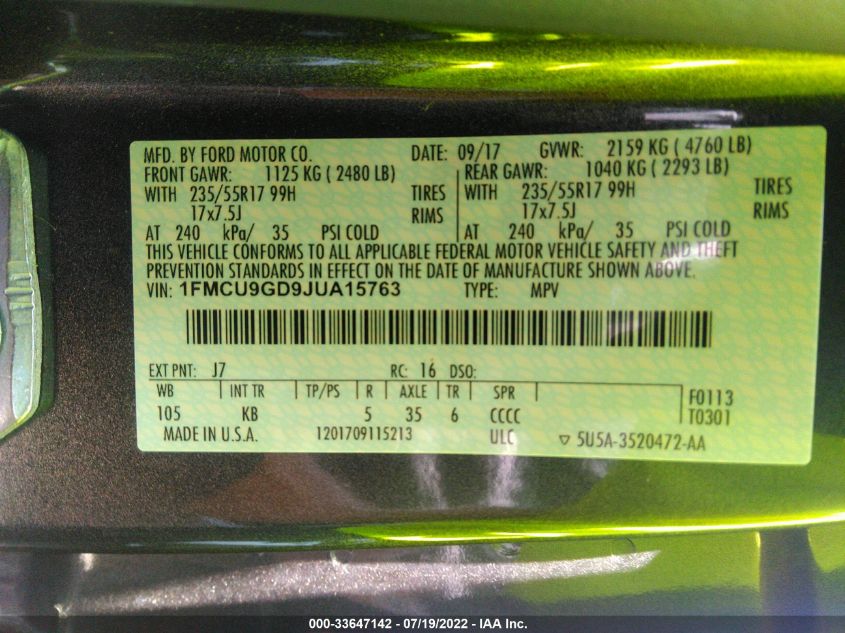 MFD. BY FORD MOTOR CO. DATE: 09/17 GVWR: 2159 KG ( 4760 LB)
FRONT GAWR: 1125 KG ( 2480 LB) REAR GAWR: 1040 KG ( 2293 LB)
WITH 235/55R17 99H TIRES WITH 235/55R17 99H TIRES
17x7.5J RIMS 17x7.5J RIMS
AT 240 kPa/ 35 PSI COLD AT 240 kPa/ 35 PSI COLD
THIS VEHICLE CONFORMS TO ALL APPLICABLE FEDERAL MOTOR VEHICLE SAFETY AND THEFT
PREVENTION STANDARDS IN EFFECT ON THE DATE OF MANUFACTURE SHOWN ABOVE.
VIN: 1FMCU9GD9JUA15763 TYPE: MPV
EXT PNT: J7 RC: 16 DSO:
WB INT TR TP/PS R AXLE TR SPR F0113
105 KB 5 35 6 CCCC T0301
MADE IN U.S.A. 1201709115213 ULC ▽ 5U5A-3520472-AA
000-33647142 - 07/19/2022 - IAA Inc.